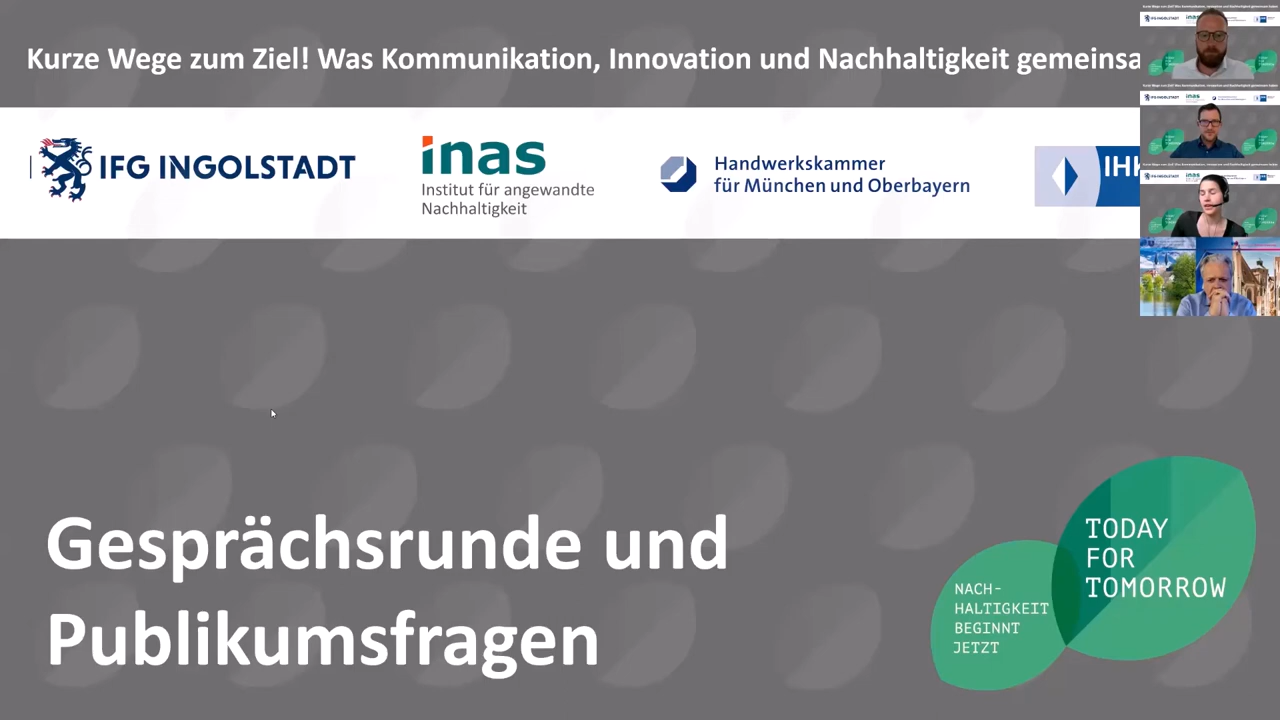 Kurze Wege zum Ziel! Was Kommunikation, Innovation und Nachhaltigkeit gemeinsa
IFG INGOLSTADT
inas
Institut für angewandte
Nachhaltigkeit
Handwerkskammer
für München und Oberbayern
IHK
Gesprächsrunde und
Publikumsfragen
NACH-
HALTIGKEIT
BEGINNT
JETZT
TODAY
FOR
TOMORROW